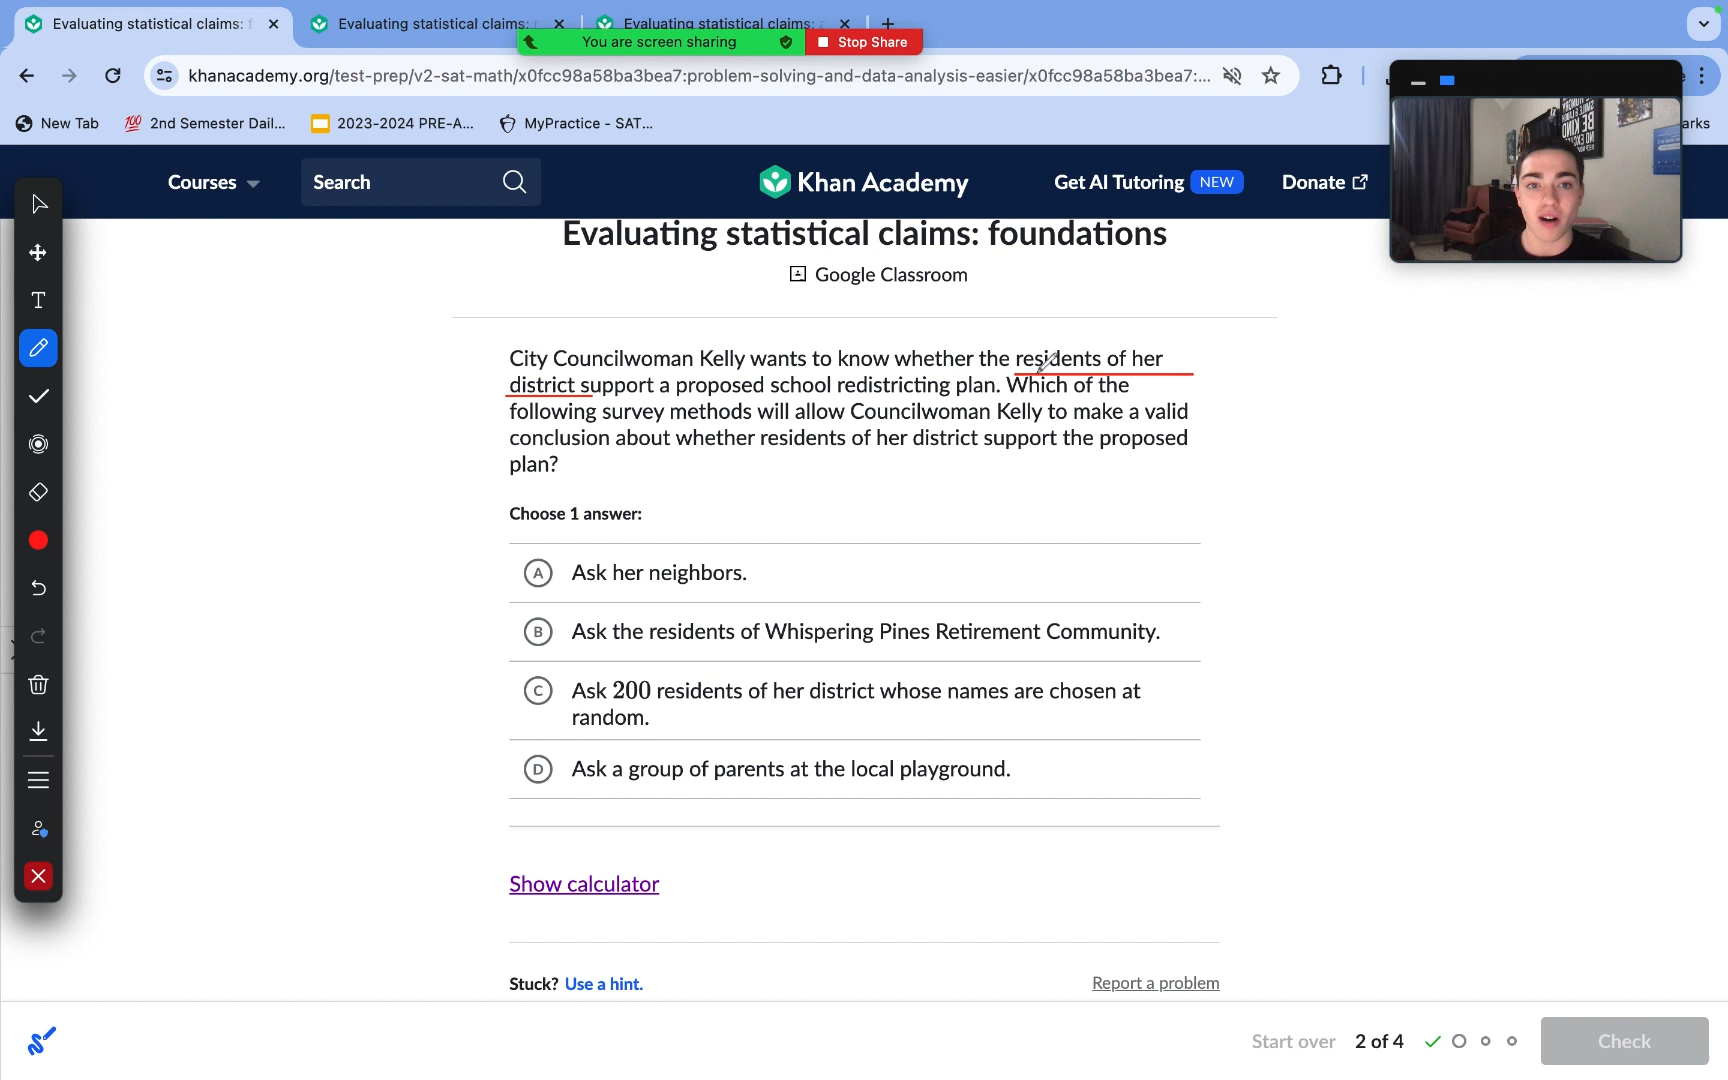 Evaluating statistical claims: f
Evaluating statistical claims: r
Evaluating statistical claims:
You are screen sharing
Stop Share
khanacademy.org/test-prep/v2-sat-math/x0fcc98a58ba3bea7:problem-solving-and-data-analysis-easier/x0fcc98a58ba3bea7:...
New Tab
2nd Semester Dail...
2023-2024 PRE-A...
MyPractice - SAT...
arks
Courses
Search
Khan Academy
Get AI Tutoring NEW
Donate
Evaluating statistical claims: foundations
Google Classroom
City Councilwoman Kelly wants to know whether the residents of her
district support a proposed school redistricting plan. Which of the
following survey methods will allow Councilwoman Kelly to make a valid
conclusion about whether residents of her district support the proposed
plan?
Choose 1 answer:
A Ask her neighbors.
B Ask the residents of Whispering Pines Retirement Community.
C Ask 200 residents of her district whose names are chosen at
random.
D Ask a group of parents at the local playground.
Show calculator
Stuck? Use a hint.
Report a problem
Start over
2 of 4
Check